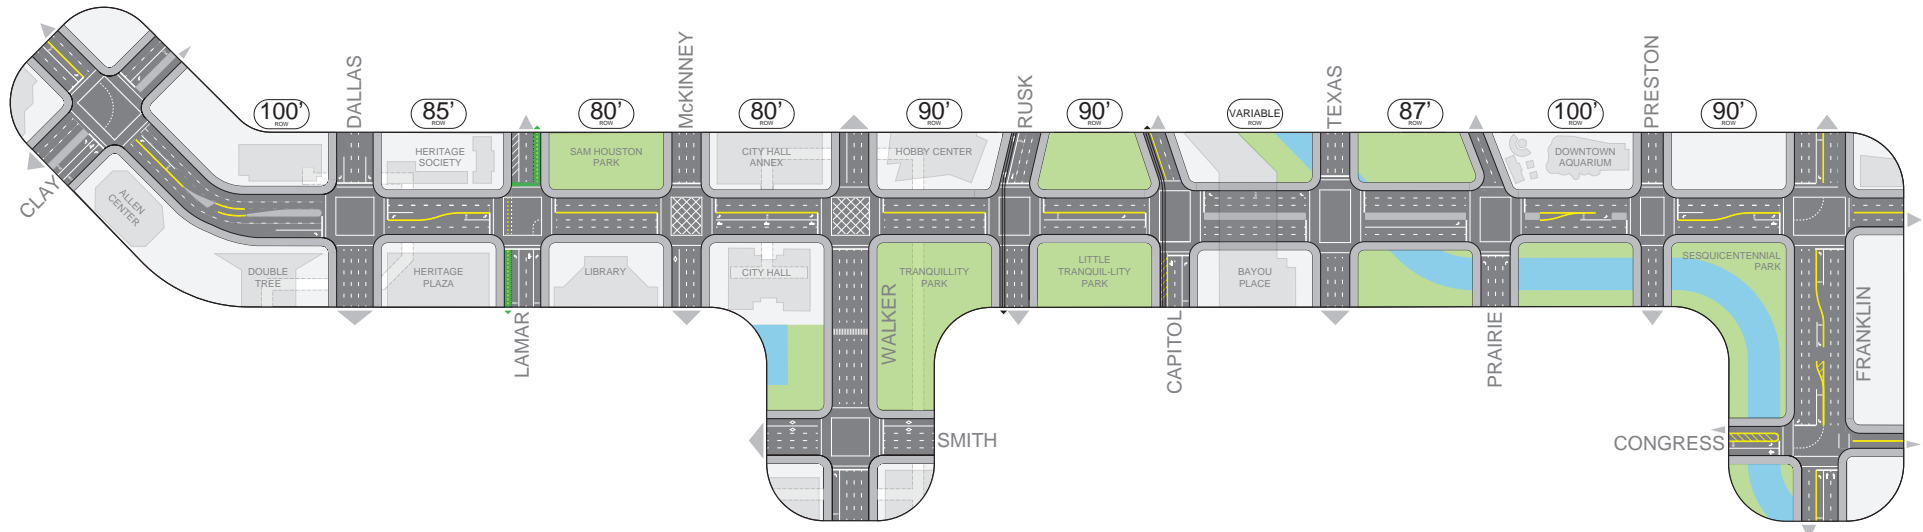 DALLAS
McKINNEY
RUSK
TEXAS
PRESTON
100'
ROW
85'
ROW
80'
ROW
80'
ROW
90'
ROW
90'
ROW
VARIABLE
ROW
87'
ROW
100'
ROW
90'
ROW
HERITAGE
SOCIETY
SAM HOUSTON
PARK
CITY HALL
ANNEX
HOBBY CENTER
DOWNTOWN
AQUARIUM
CLAY
ALLEN
CENTER
DOUBLE
TREE
HERITAGE
PLAZA
LIBRARY
CITY HALL
TRANQUILLITY
PARK
LITTLE
TRANQUIL-LITY
PARK
BAYOU
PLACE
SESQUICENTENNIAL
PARK
LAMAR
WALKER
CAPITOL
PRAIRIE
FRANKLIN
SMITH
CONGRESS